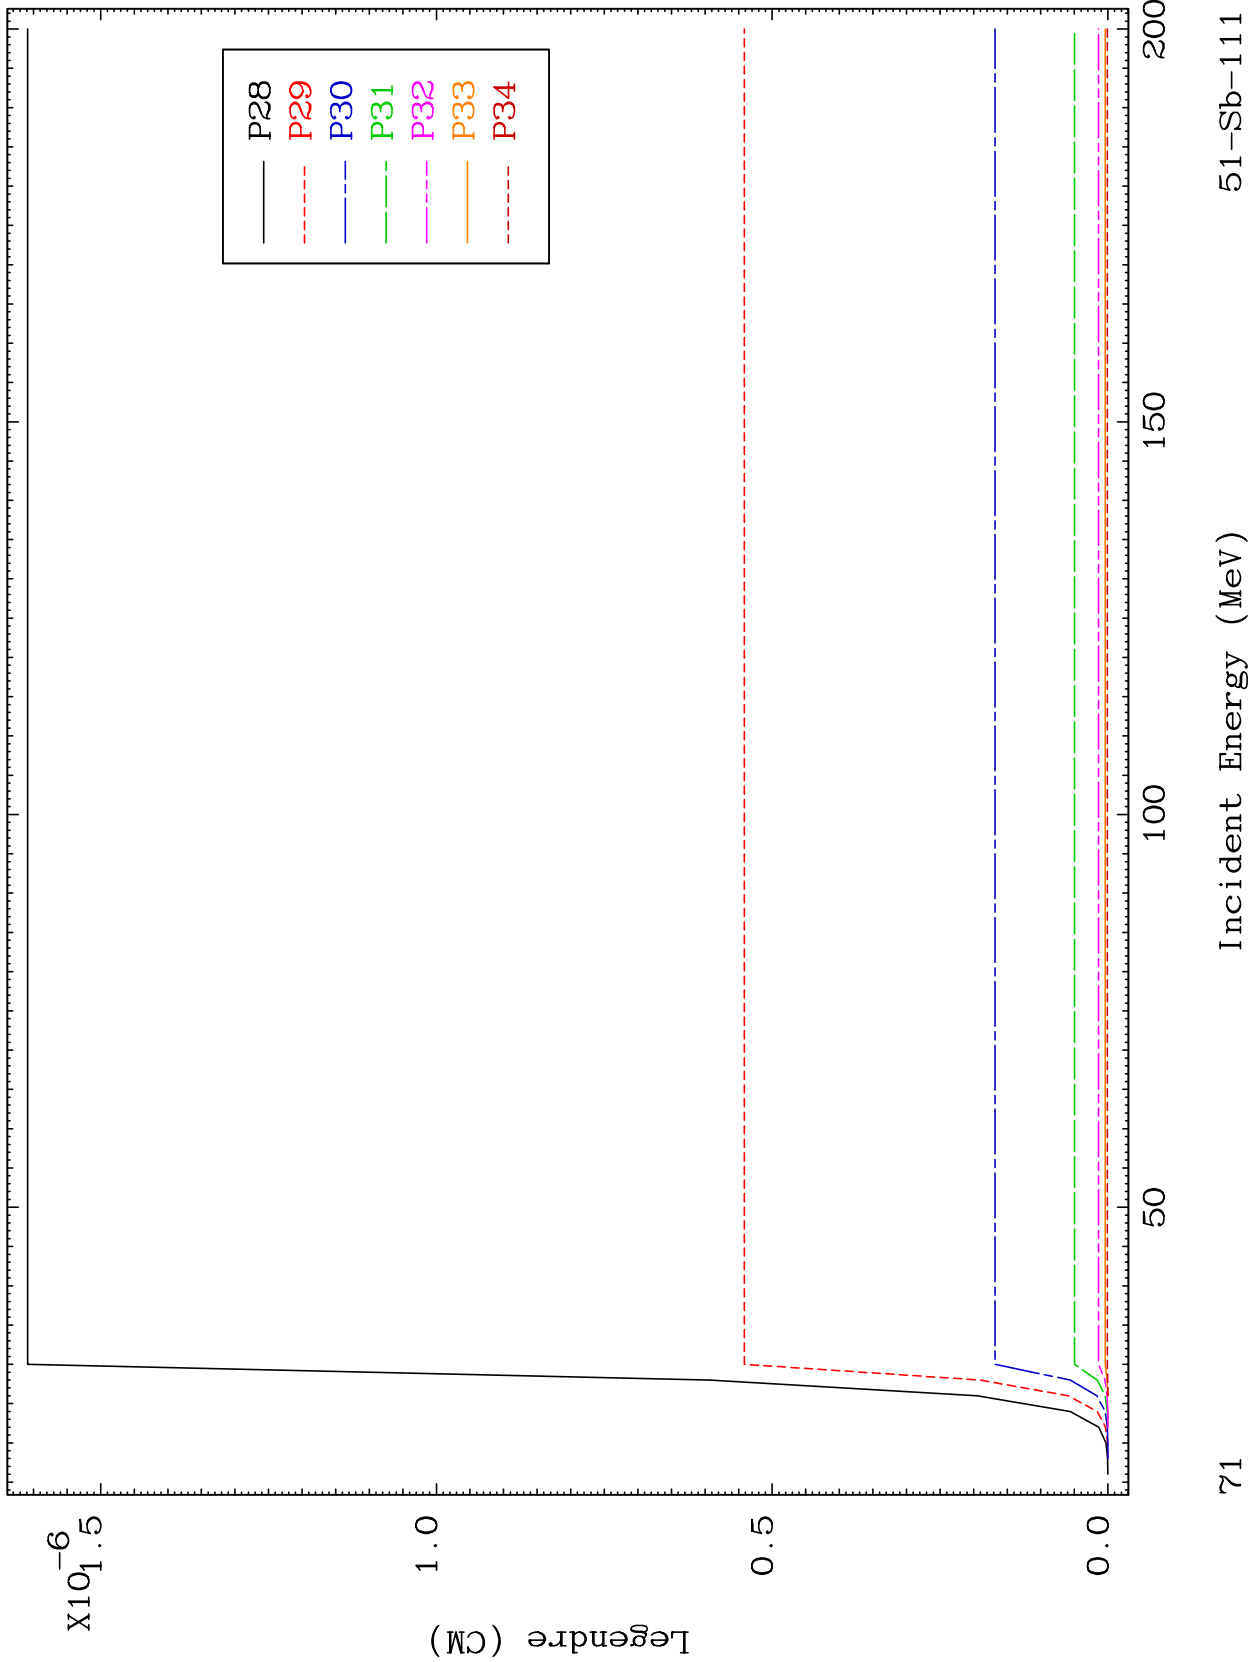 X10-6
1.5
1.0
0.5
0.0
Legendre (CM)
P28
P29
P30
P31
P32
P33
P34
50
100
150
200
Incident Energy (MeV)
71
51-Sb-111